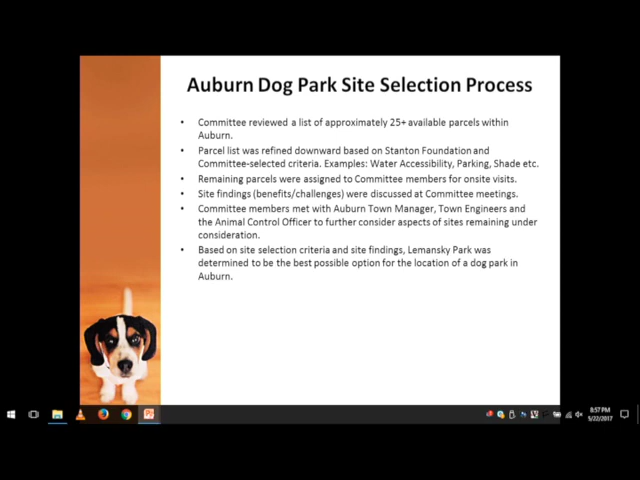 Auburn Dog Park Site Selection Process
• Committee reviewed a list of approximately 25+ available parcels within
Auburn.
• Parcel list was refined downward based on Stanton Foundation and
Committee-selected criteria. Examples: Water Accessibility, Parking, Shade etc.
• Remaining parcels were assigned to Committee members for onsite visits.
• Site findings (benefits/challenges) were discussed at Committee meetings.
• Committee members met with Auburn Town Manager, Town Engineers and
the Animal Control Officer to further consider aspects of sites remaining under
consideration.
• Based on site selection criteria and site findings, Lemansky Park was
determined to be the best possible option for the location of a dog park in
Auburn.
8:57 PM
5/22/2017